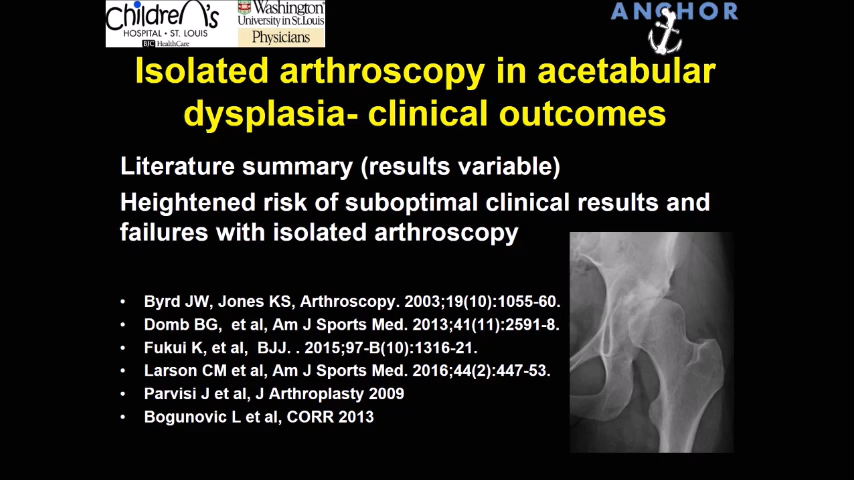 Children's
HOSPITAL • ST. LOUIS
BJC HealthCare
Washington
University in St. Louis
Physicians
ANCHOR
Isolated arthroscopy in acetabular
dysplasia- clinical outcomes
Literature summary (results variable)
Heightened risk of suboptimal clinical results and
failures with isolated arthroscopy
• Byrd JW, Jones KS, Arthroscopy. 2003;19(10):1055-60.
• Domb BG, et al, Am J Sports Med. 2013;41(11):2591-8.
• Fukui K, et al, BJJ. . 2015;97-B(10):1316-21.
• Larson CM et al, Am J Sports Med. 2016;44(2):447-53.
• Parvisi J et al, J Arthroplasty 2009
• Bogunovic L et al, CORR 2013